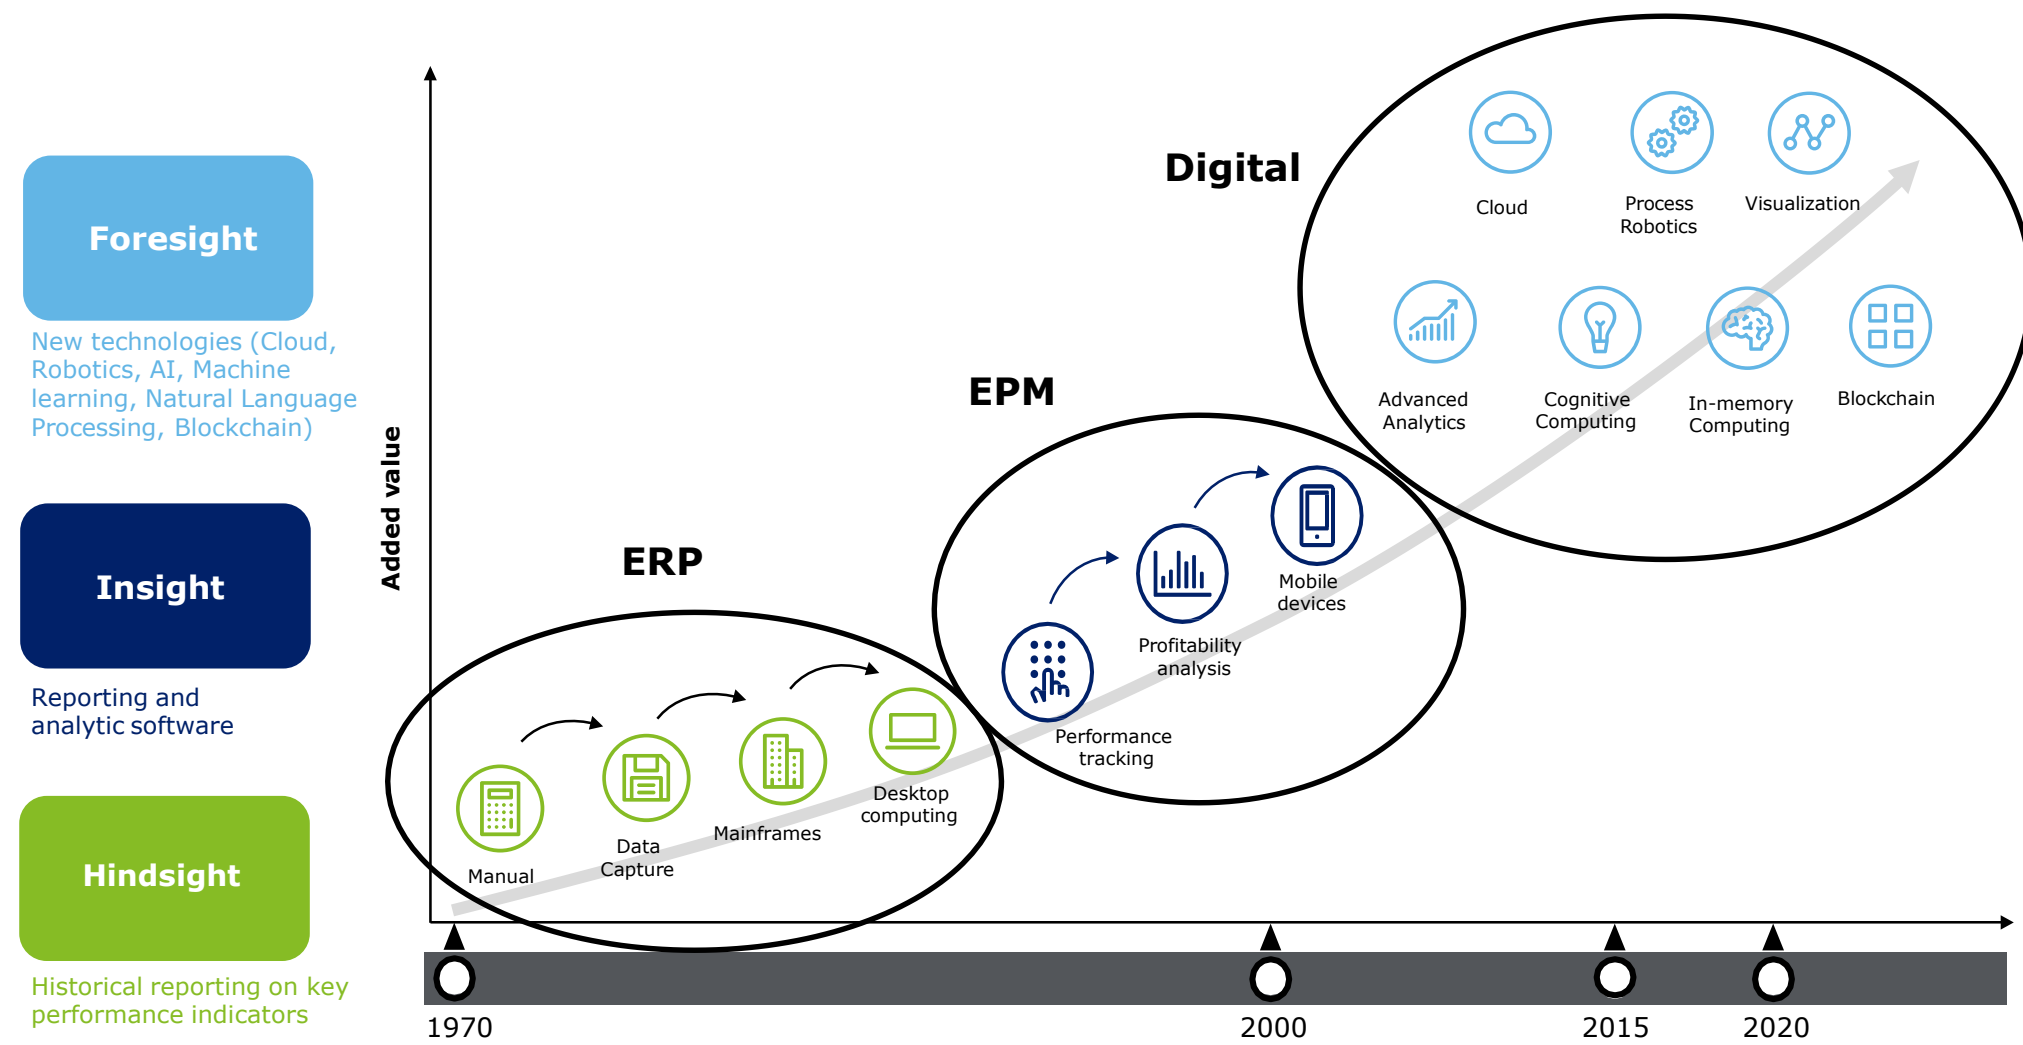 Foresight
New technologies (Cloud,
Robotics, AI, Machine
learning, Natural Language
Processing, Blockchain)
Insight
Reporting and
analytic software
Hindsight
Historical reporting on key
performance indicators
Added value
ERP
Manual
Data
Capture
Mainframes
Desktop
computing
EPM
Performance
tracking
Profitability
analysis
Mobile
devices
Digital
Cloud
Process
Robotics
Visualization
Advanced
Analytics
Cognitive
Computing
In-memory
Computing
Blockchain
1970
2000
2015
2020